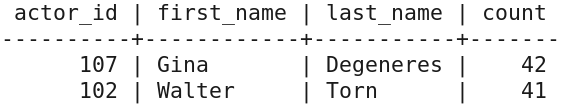 actor_id | first_name | last_name | count
----------+------------+-----------+-------
      107 | Gina       | Degeneres |    42
      102 | Walter     | Torn      |    41